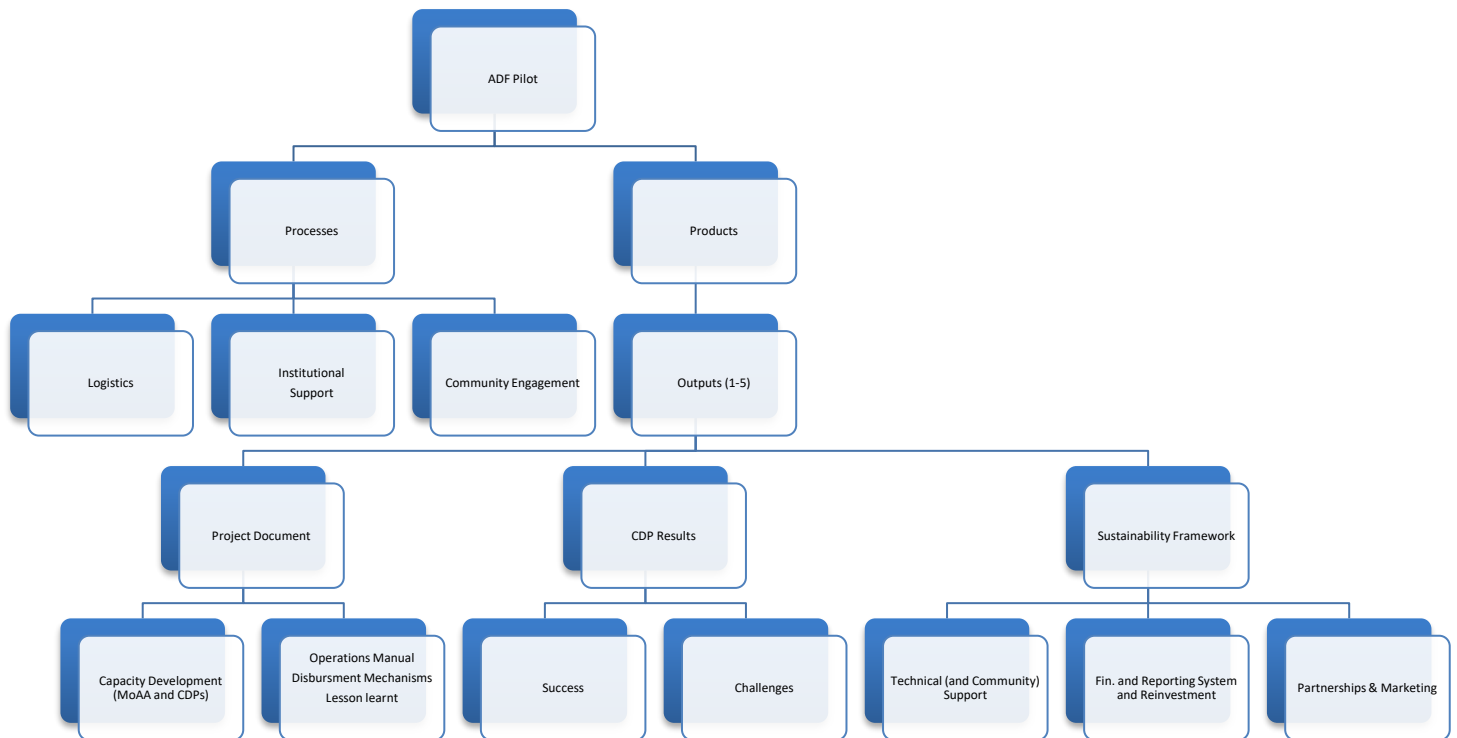 ADF Pilot
Processes
Products
Logistics
Institutional
Support
Community Engagement
Outputs (1-5)
Project Document
CDP Results
Sustainability Framework
Capacity Development
(MoAA and CDPs)
Operations Manual
Disbursment Mechanisms
Lesson learnt
Success
Challenges
Technical (and Community)
Support
Fin. and Reporting System
and Reinvestment
Partnerships & Marketing